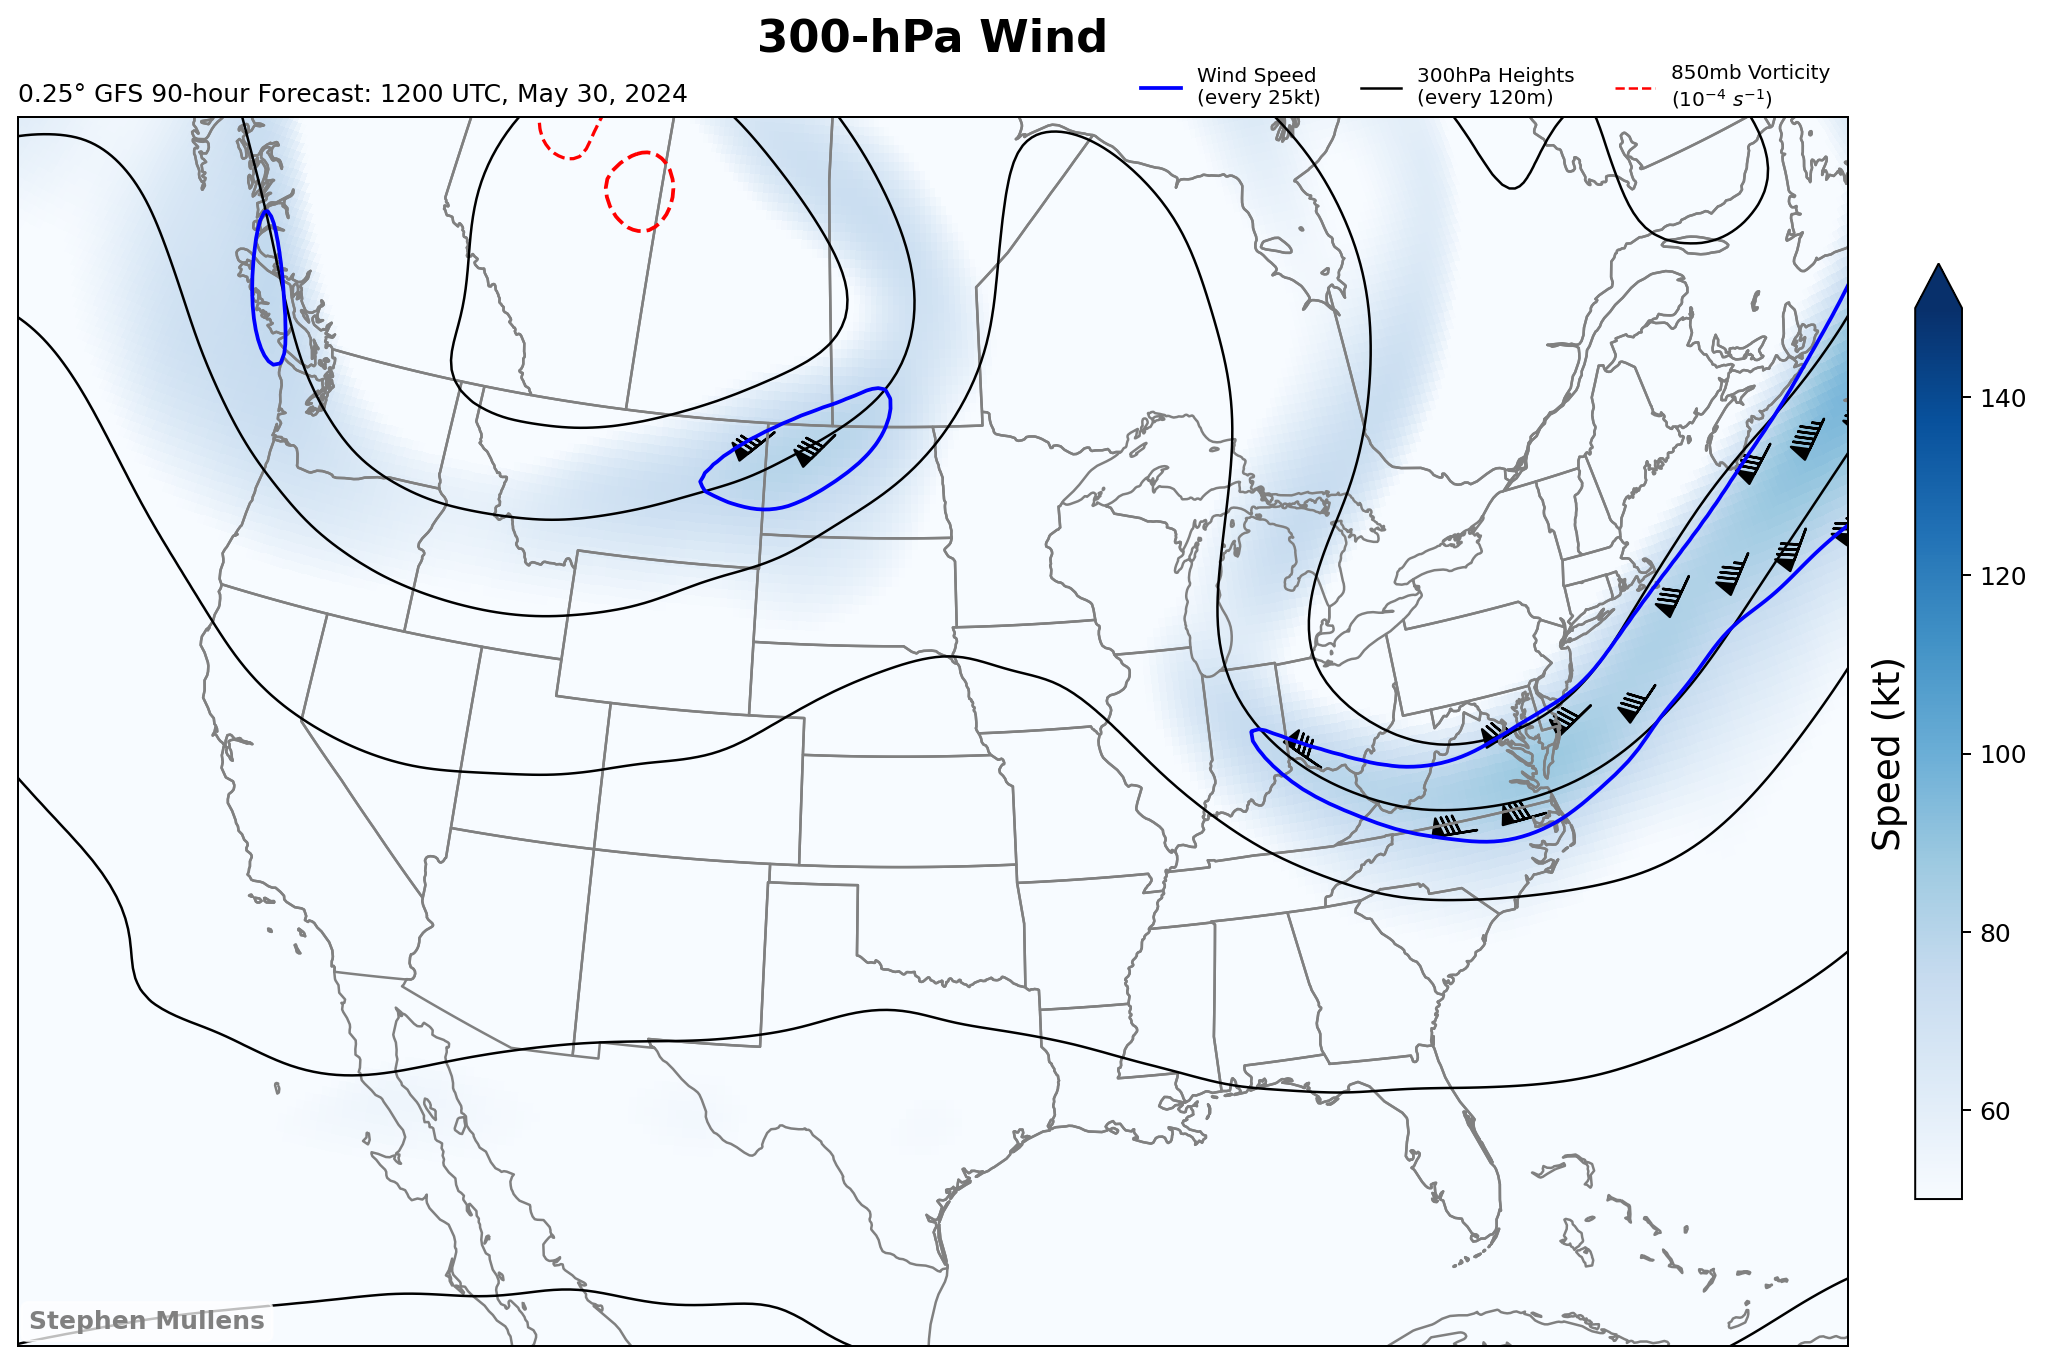 300-hPa Wind
0.25° GFS 90-hour Forecast: 1200 UTC, May 30, 2024
Wind Speed
(every 25kt)
300hPa Heights
(every 120m)
850mb Vorticity
(10⁻⁴ s⁻¹)
140
120
100
80
60
Speed (kt)
Stephen Mullens